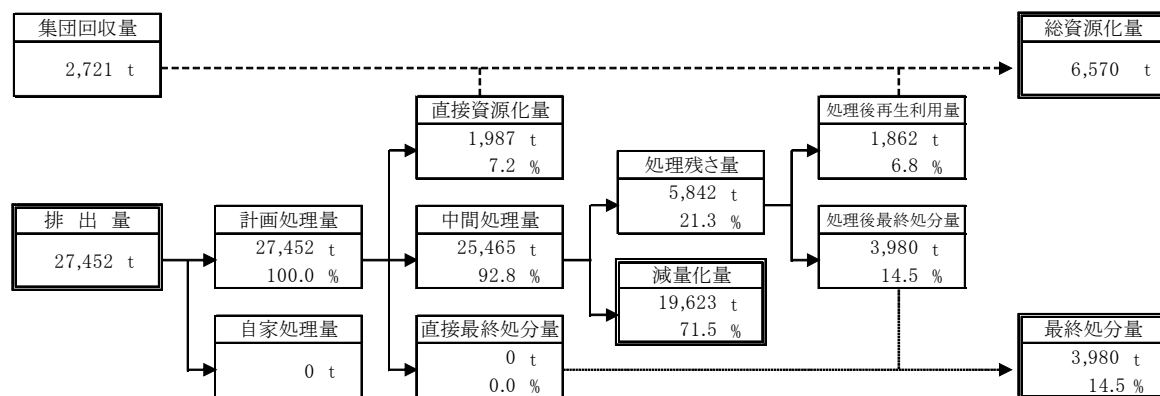 集団回収量
2,721 t
総資源化量
6,570 t
直接資源化量
1,987 t
7.2 %
処理後再生利用量
1,862 t
6.8 %
処理残さ量
5,842 t
21.3 %
排 出 量
27,452 t
計画処理量
27,452 t
100.0 %
中間処理量
25,465 t
92.8 %
処理後最終処分量
3,980 t
14.5 %
減量化量
19,623 t
71.5 %
自家処理量
0 t
直接最終処分量
0 t
0.0 %
最終処分量
3,980 t
14.5 %